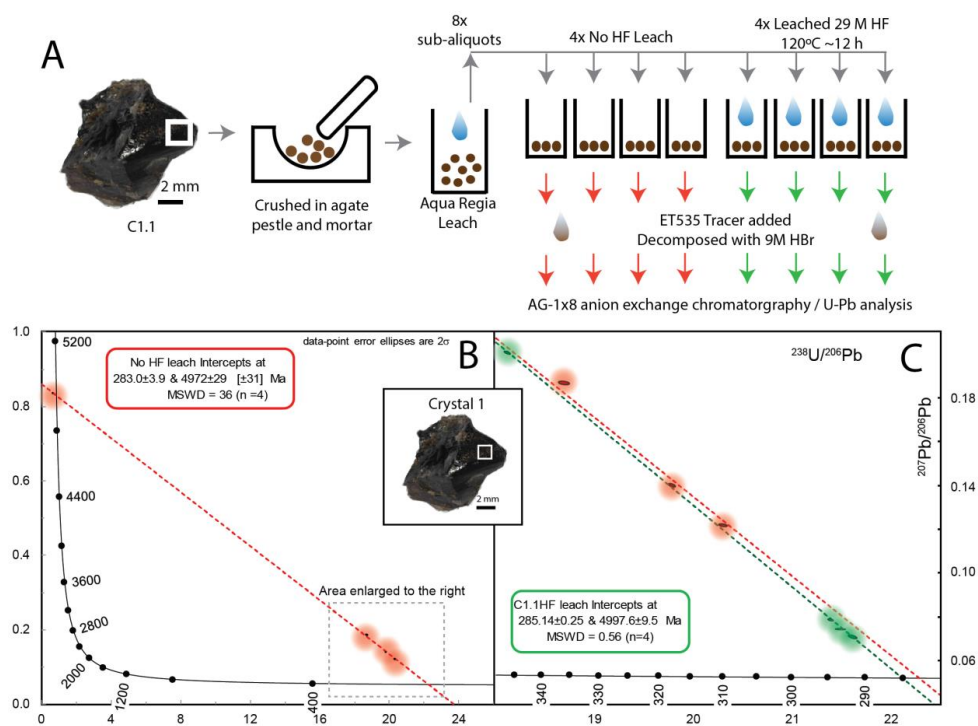 A
8x
sub-aliquots
4x No HF Leach
4x Leached 29 M HF
120ºC ~12 h
2 mm
C1.1
Crushed in agate
pestle and mortar
Aqua Regia
Leach
ET535 Tracer added
Decomposed with 9M HBr
AG-1x8 anion exchange chromatorgraphy / U-Pb analysis
1.0
0.8
0.6
0.4
0.2
0.0
5200
4400
3600
2800
2000
1200
400
data-point error ellipses are 2σ
B
No HF leach Intercepts at
283.0±3.9 & 4972±29 [±31] Ma
MSWD = 36 (n =4)
Crystal 1
2 mm
Area enlarged to the right
0 4 8 12 16 20 24
238U/206Pb
C
207Pb/206Pb
0.18
0.14
0.10
0.06
C1.1HF leach Intercepts at
285.14±0.25 & 4997.6±9.5 Ma
MSWD = 0.56 (n=4)
340 330 320 310 300 290
19 20 21 22